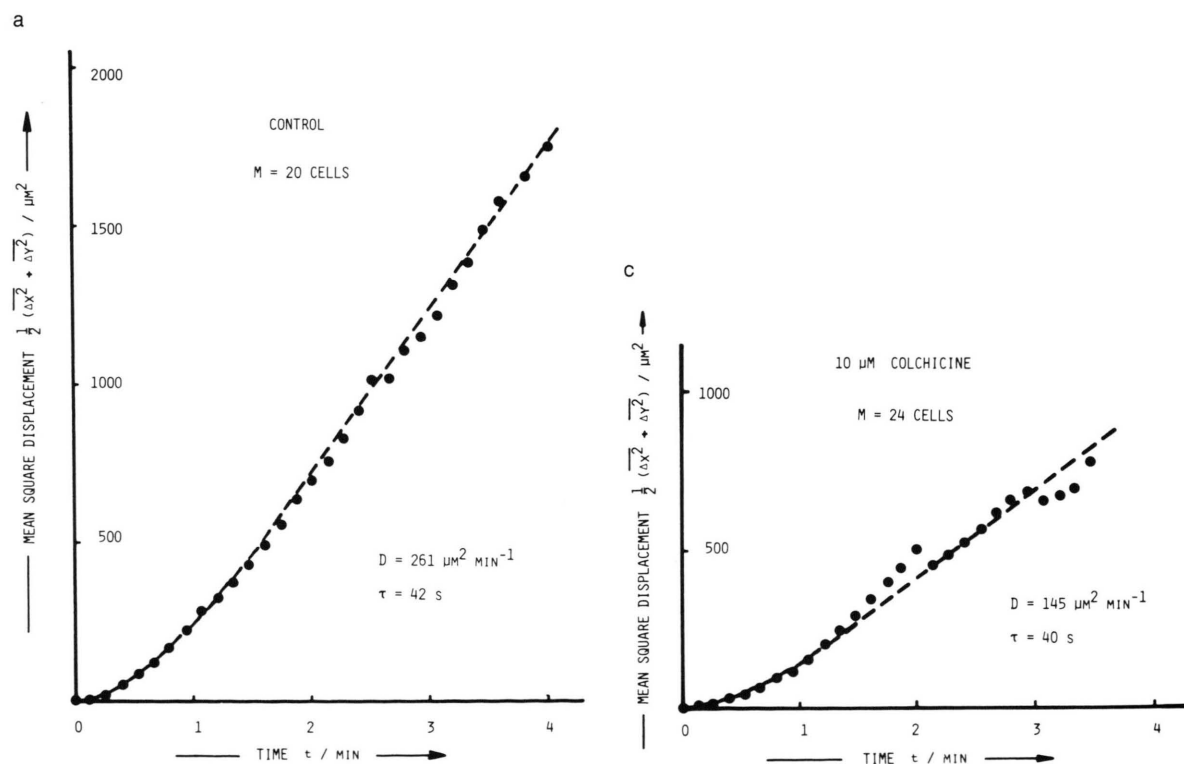 a
2000
1500
1000
500
CONTROL
M = 20 CELLS
D = 261 µM² MIN⁻¹
τ = 42 s
MEAN SQUARE DISPLACEMENT ½ (ΔX² + ΔY²) / µM²
0 1 2 3 4
TIME t / MIN
c
1000
500
10 µM COLCHICINE
M = 24 CELLS
D = 145 µM² MIN⁻¹
τ = 40 s
MEAN SQUARE DISPLACEMENT ½ (ΔX² + ΔY²) / µM²
0 1 2 3 4
TIME t / MIN